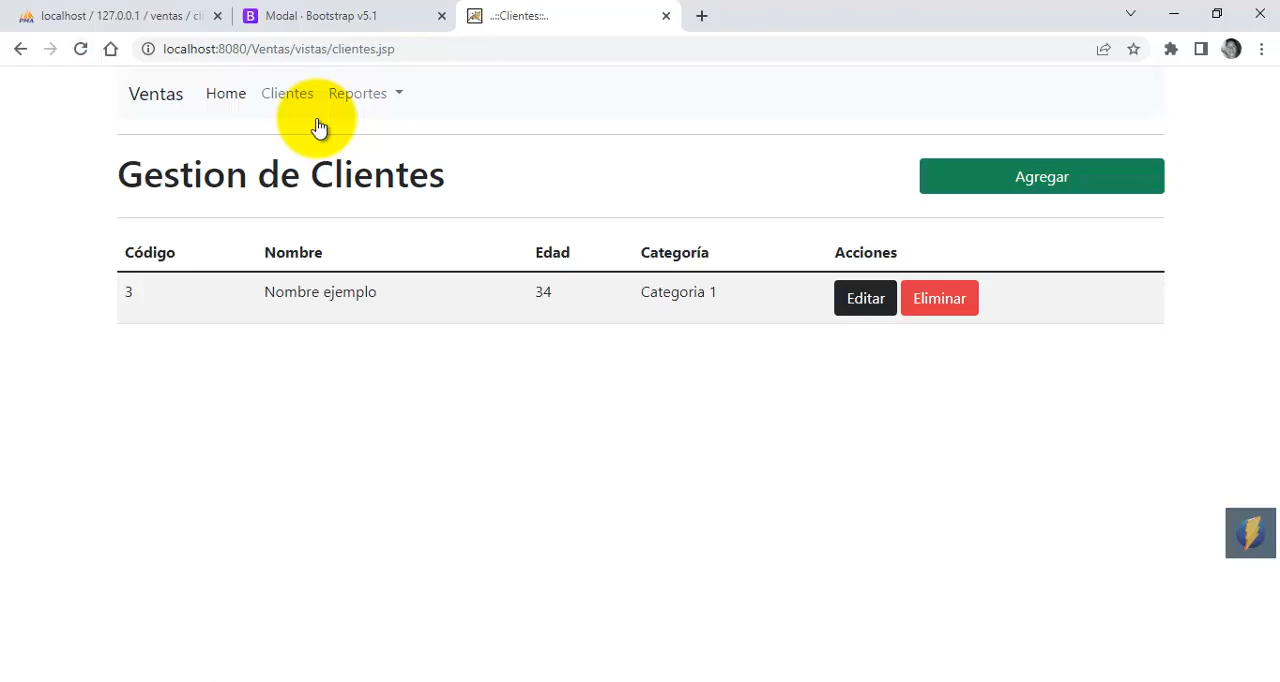 localhost / 127.0.0.1 / ventas / cli
Modal · Bootstrap v5.1
..::Clientes::..
localhost:8080/Ventas/vistas/clientes.jsp
Ventas Home Clientes Reportes
Gestion de Clientes
Agregar
Código Nombre Edad Categoría Acciones
3 Nombre ejemplo 34 Categoria 1 Editar Eliminar